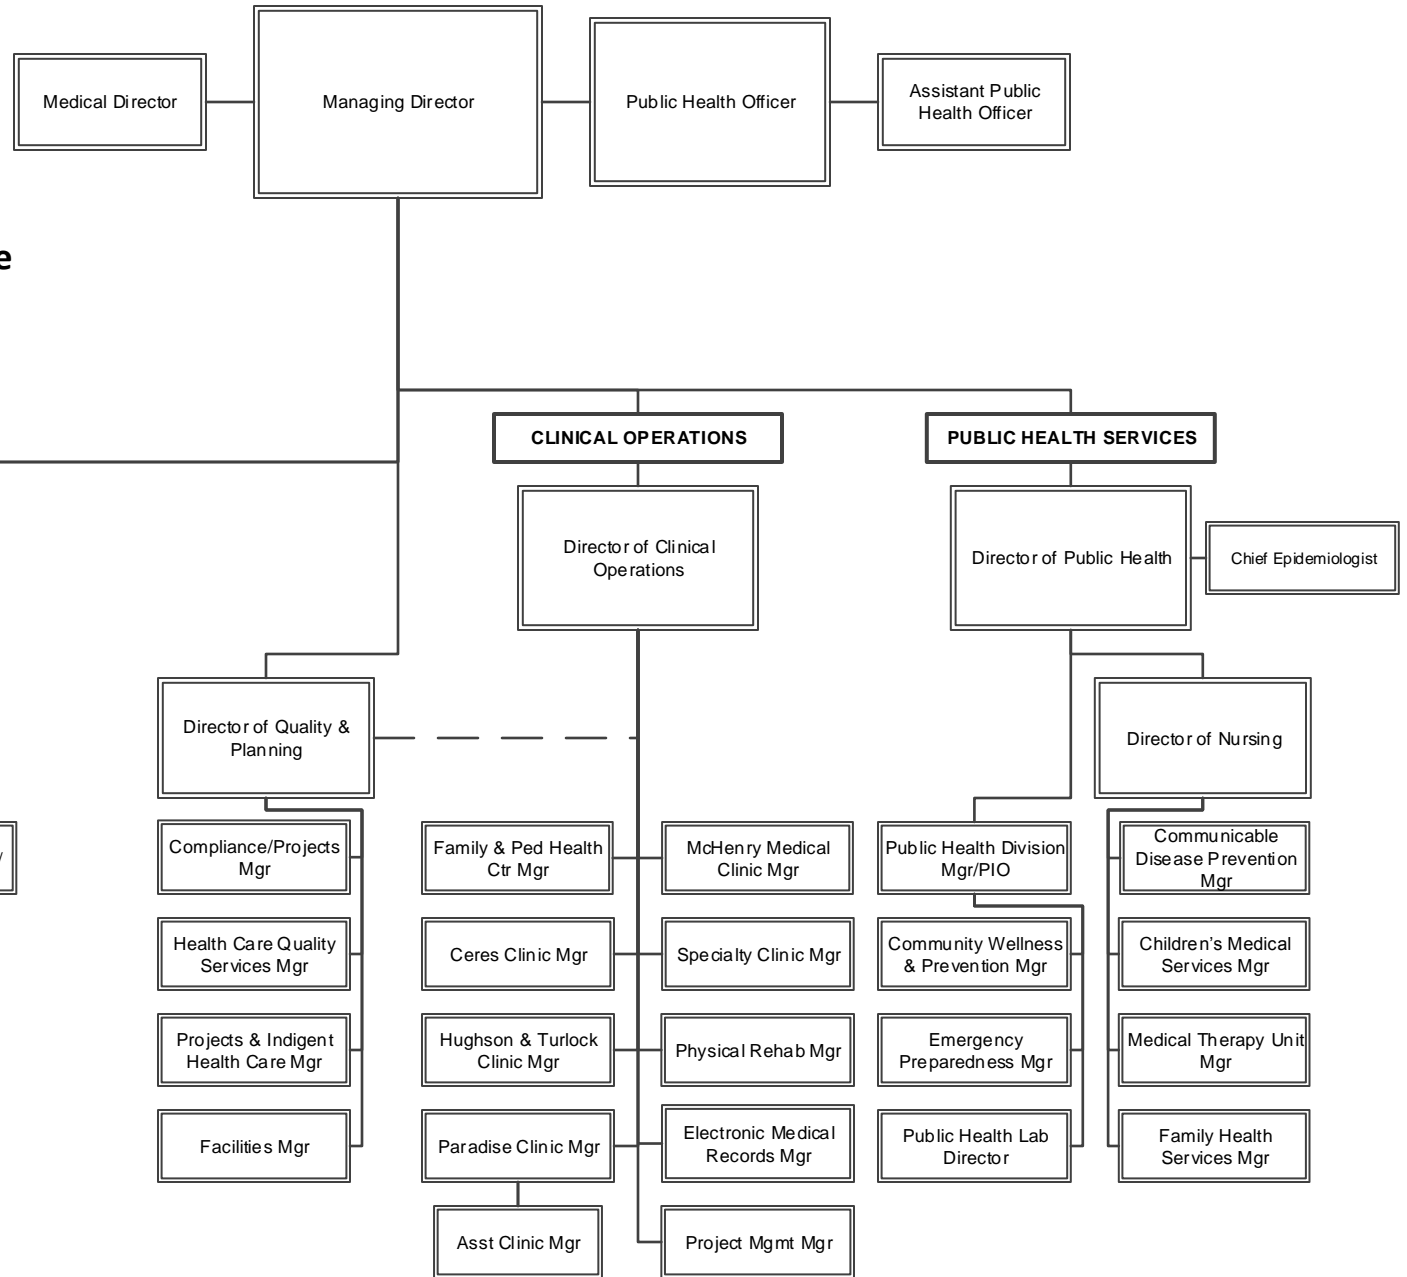 Medical Director
Managing Director
Public Health Officer
Assistant Public
Health Officer
e
CLINICAL OPERATIONS
PUBLIC HEALTH SERVICES
Director of Clinical
Operations
Director of Public Health
Chief Epidemiologist
Director of Quality &
Planning
Director of Nursing
/
Compliance/Projects
Mgr
Family & Ped Health
Ctr Mgr
McHenry Medical
Clinic Mgr
Public Health Division
Mgr/PIO
Communicable
Disease Prevention
Mgr
Health Care Quality
Services Mgr
Ceres Clinic Mgr
Specialty Clinic Mgr
Community Wellness
& Prevention Mgr
Children's Medical
Services Mgr
Projects & Indigent
Health Care Mgr
Hughson & Turlock
Clinic Mgr
Physical Rehab Mgr
Emergency
Preparedness Mgr
Medical Therapy Unit
Mgr
Facilities Mgr
Paradise Clinic Mgr
Electronic Medical
Records Mgr
Public Health Lab
Director
Family Health
Services Mgr
Asst Clinic Mgr
Project Mgmt Mgr